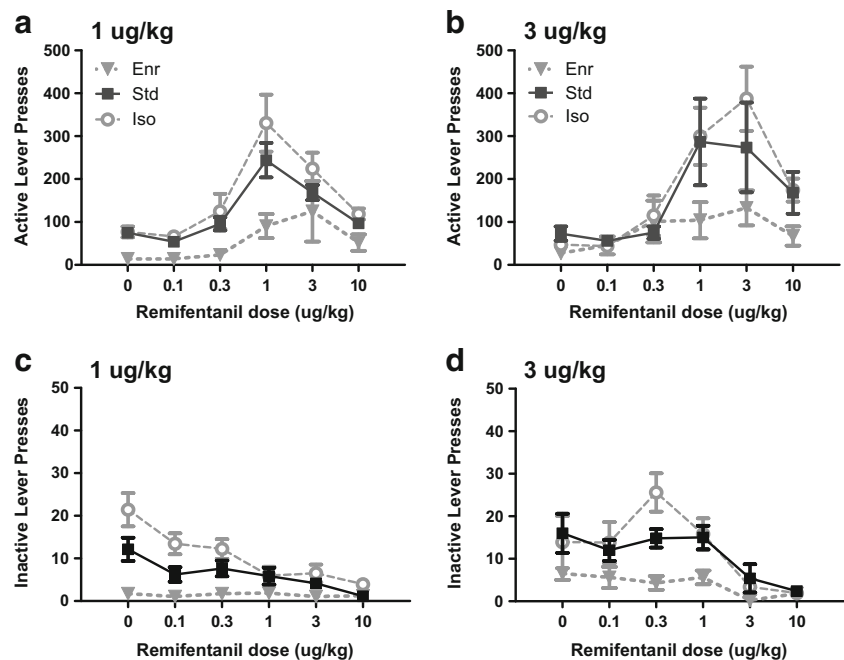 a 1 ug/kg
500
400
300
200
100
0
Active Lever Presses
Enr
Std
Iso
0 0.1 0.3 1 3 10
Remifentanil dose (ug/kg)
b 3 ug/kg
500
400
300
200
100
0
Active Lever Presses
Enr
Std
Iso
0 0.1 0.3 1 3 10
Remifentanil dose (ug/kg)
c 1 ug/kg
50
40
30
20
10
0
Inactive Lever Presses
0 0.1 0.3 1 3 10
Remifentanil dose (ug/kg)
d 3 ug/kg
50
40
30
20
10
0
Inactive Lever Presses
0 0.1 0.3 1 3 10
Remifentanil dose (ug/kg)